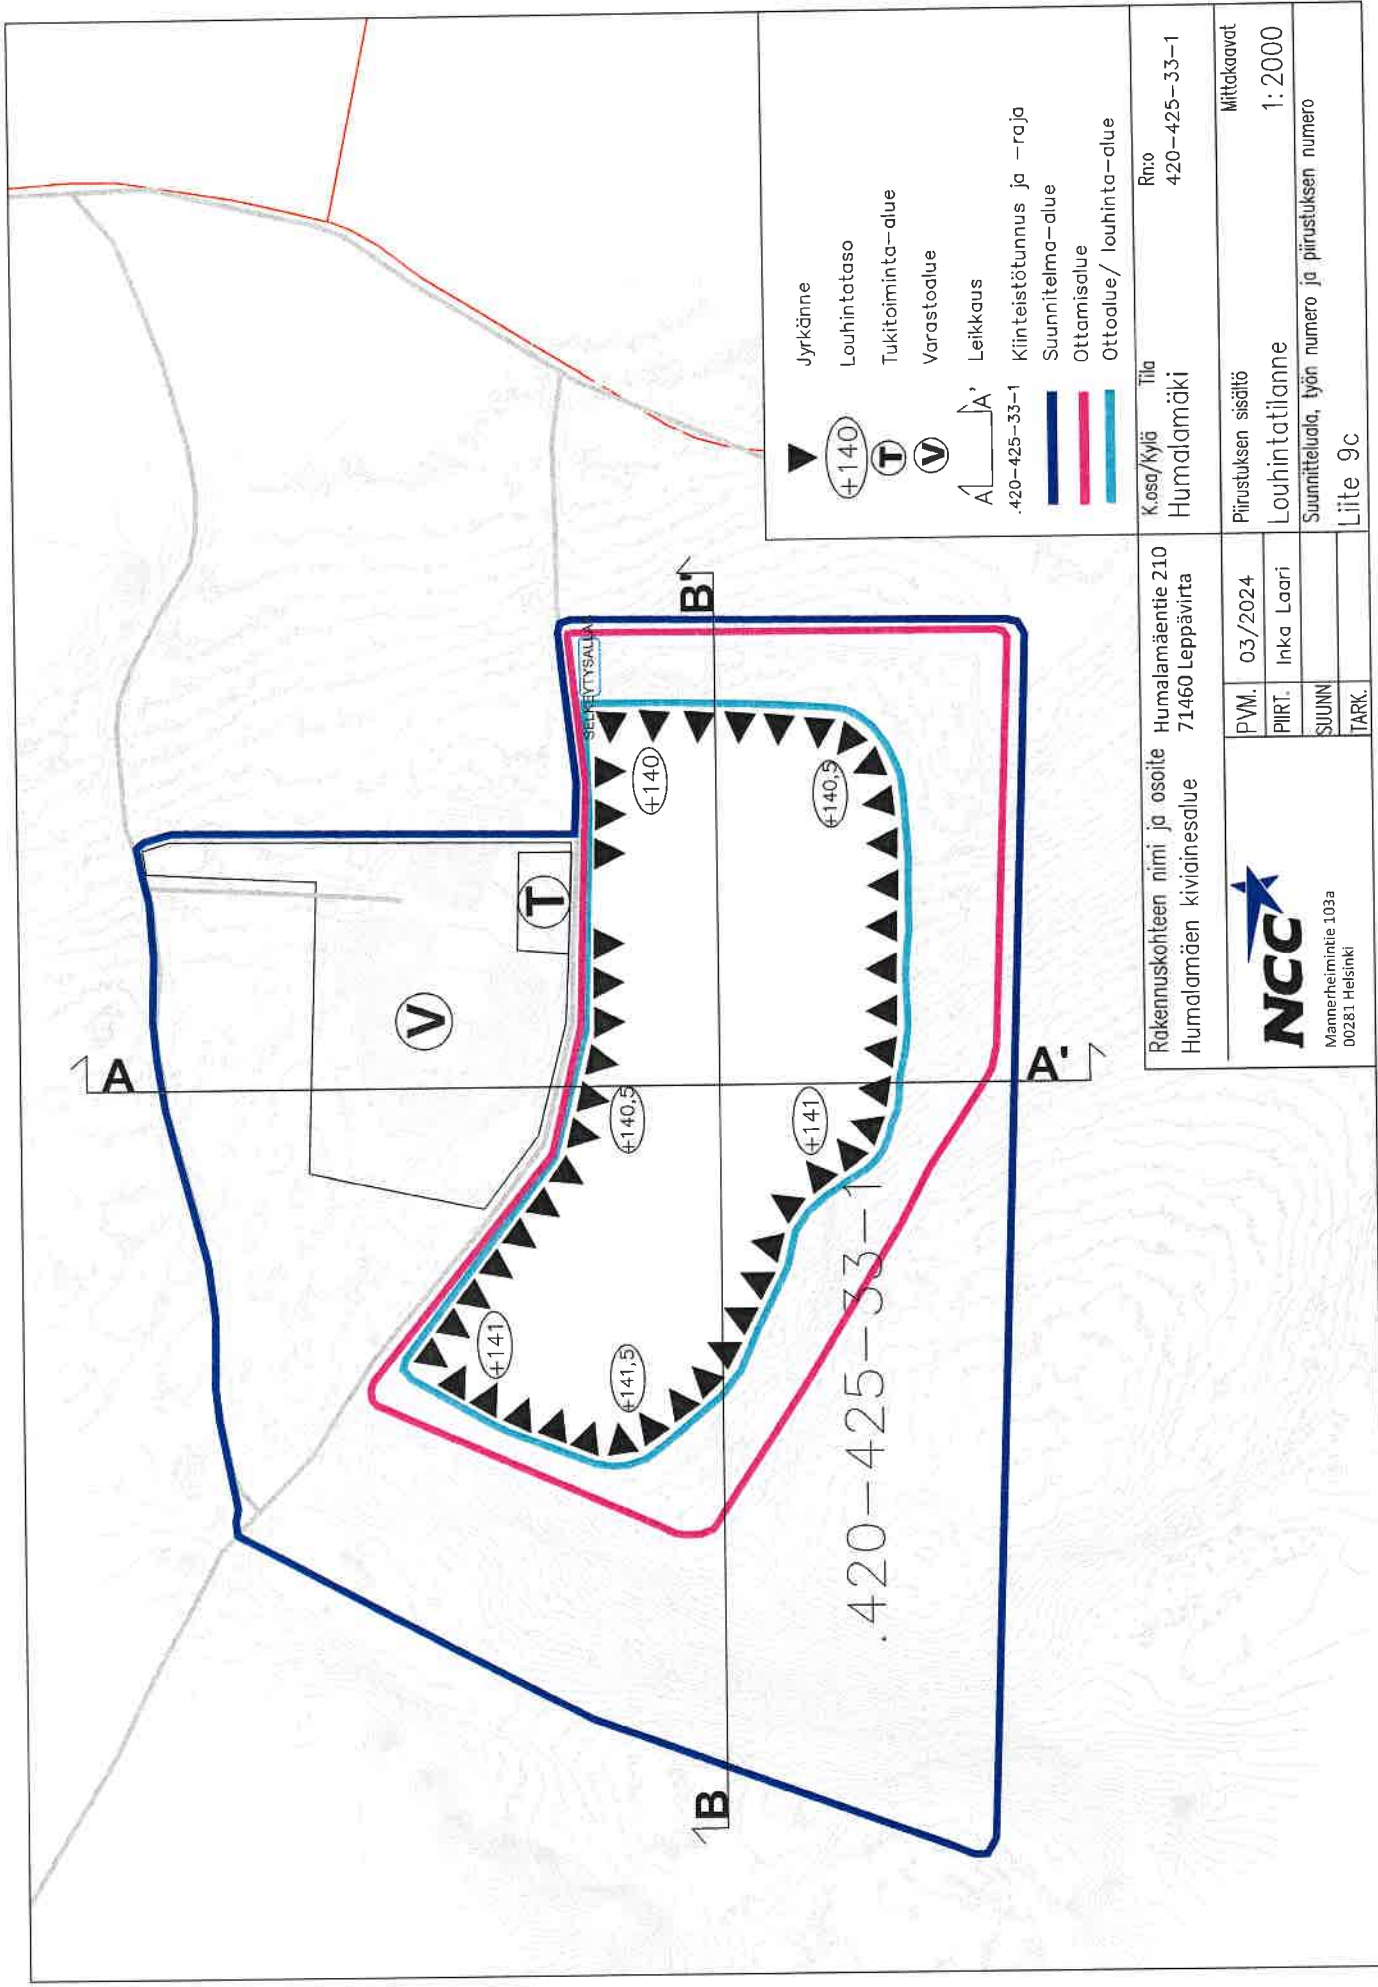 A
V
T
SELKEYTYSALLAS
B'
+140
+140,5
+140,5
+141
+141
+141,5
A'
B
.420-425-33-1
Jyrkänne
+140 Louhintataso
T Tukitoiminta-alue
V Varastoalue
A A' Leikkaus
.420-425-33-1 Kiinteistötunnus ja -raja
Suunnitelma-alue
Ottamisalue
Ottoalue/ louhinta-alue
Rakennuskohteen nimi ja osoite
Humalamäen kiviainesalue
Humalamäentie 210
71460 Leppävirta
K.osa/Kylä Tila Rn:o
Humalamäki 420-425-33-1
NCC
Mannerheimintie 103a
00281 Helsinki
PVM. 03/2024
PIIRT. Inka Laari
SUUNN
TARK.
Piirustuksen sisältö Mittakaavat
Louhintatilanne 1:2000
Suunnitteluala, työn numero ja piirustuksen numero
Liite 9c